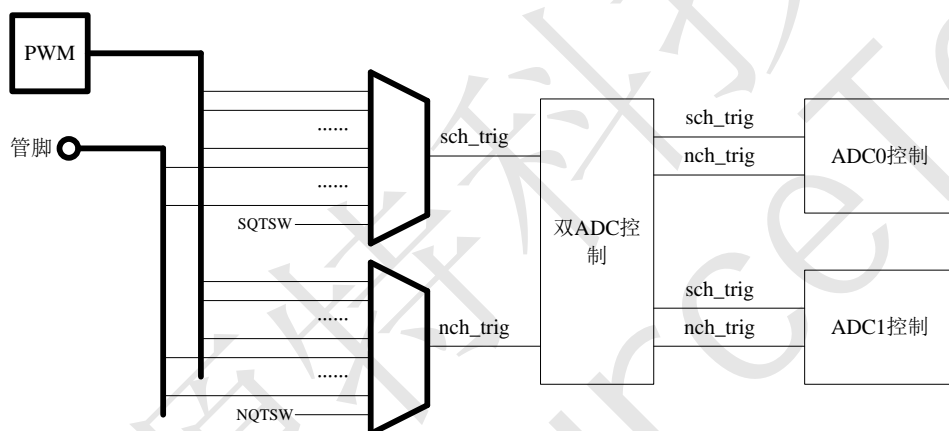 PWM
管脚
......
......
SQTSW
sch_trig
......
......
NQTSW
nch_trig
双ADC控
制
sch_trig
nch_trig
ADC0控制
sch_trig
nch_trig
ADC1控制